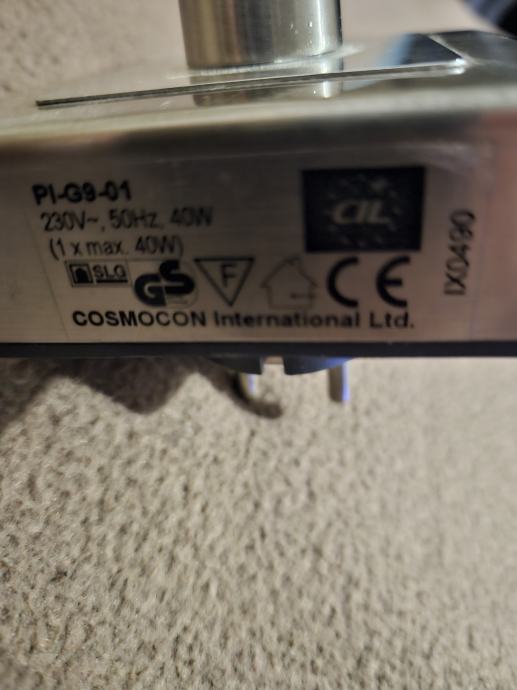 PI-G9-01
230V~, 50Hz, 40W
(1 x max. 40W)
CIL
SLG
GS
F
CE
IX0490
COSMOCON International Ltd.